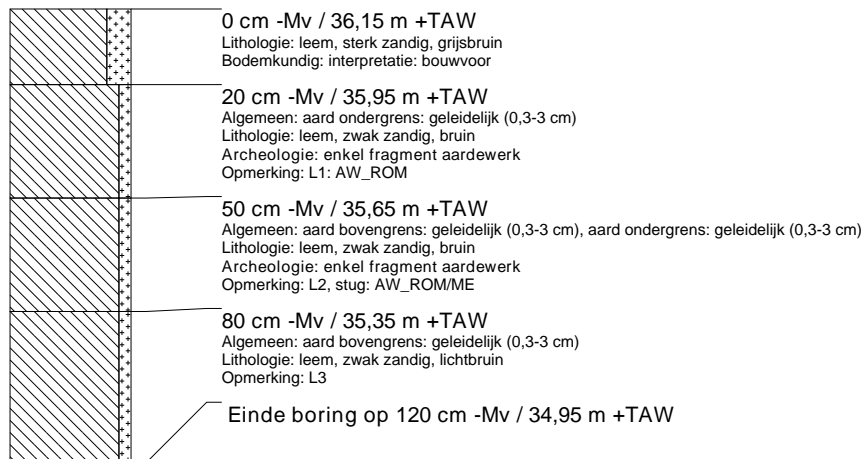 0 cm -Mv / 36,15 m +TAW
Lithologie: leem, sterk zandig, grijsbruin
Bodemkundig: interpretatie: bouwvoor
20 cm -Mv / 35,95 m +TAW
Algemeen: aard ondergrens: geleidelijk (0,3-3 cm)
Lithologie: leem, zwak zandig, bruin
Archeologie: enkel fragment aardewerk
Opmerking: L1: AW_ROM
50 cm -Mv / 35,65 m +TAW
Algemeen: aard bovengrens: geleidelijk (0,3-3 cm), aard ondergrens: geleidelijk (0,3-3 cm)
Lithologie: leem, zwak zandig, bruin
Archeologie: enkel fragment aardewerk
Opmerking: L2, stug: AW_ROM/ME
80 cm -Mv / 35,35 m +TAW
Algemeen: aard bovengrens: geleidelijk (0,3-3 cm)
Lithologie: leem, zwak zandig, lichtbruin
Opmerking: L3
Einde boring op 120 cm -Mv / 34,95 m +TAW